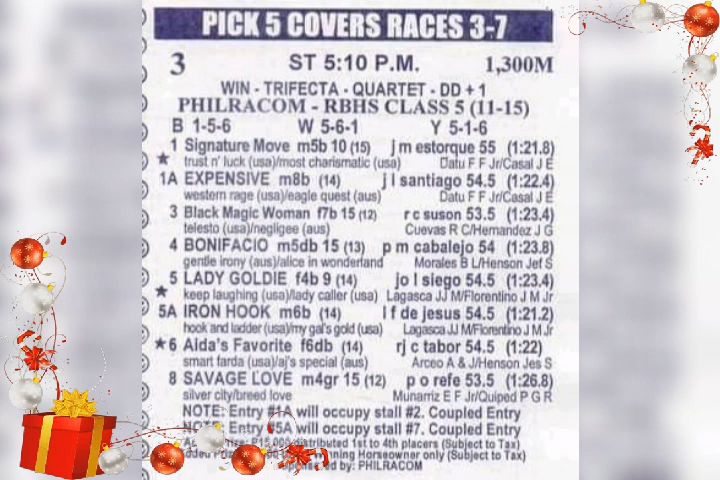 PICK 5 COVERS RACES 3-7
3 ST 5:10 P.M. 1,300M
WIN - TRIFECTA - QUARTET - DD + 1
PHILRACOM - RBHS CLASS 5 (11-15)
B 1-5-6 W 5-6-1 Y 5-1-6
1 Signature Move m5b 10 (15) j m estorque 55 (1:21.8)
★ trust n' luck (usa)/most charismatic (usa) Datu F F Jr/Casal J E
1A EXPENSIVE m8b (14) j l santiago 54.5 (1:22.4)
western rage (usa)/eagle quest (aus) Datu F F Jr/Casal J E
3 Black Magic Woman f7b 15 (12) r c suson 53.5 (1:23.4)
telesto (usa)/negligee (aus) Cuevas R C/Hernandez J G
4 BONIFACIO m5db 15 (13) p m cabalejo 54 (1:23.8)
gentle irony (aus)/alice in wonderland Morales B L/Henson Jef S
5 LADY GOLDIE f4b 9 (14) jo l siego 54.5 (1:23.4)
★ keep laughing (usa)/lady caller (usa) Lagasca JJ M/Florentino J M Jr
5A IRON HOOK m6b (14) l f de jesus 54.5 (1:21.2)
hook and ladder (usa)/my gal's gold (usa) Lagasca JJ M/Florentino J M Jr
★6 Aida's Favorite f6db (14) rj c tabor 54.5 (1:22)
smart farda (usa)/aj's special (aus) Arceo A & J/Henson Jes S
8 SAVAGE LOVE m4gr 15 (12) p o refe 53.5 (1:26.8)
silver city/breed love Munarriz E F Jr/Quiped P G R
NOTE: Entry #1A will occupy stall #2. Coupled Entry
NOTE: Entry #5A will occupy stall #7. Coupled Entry
P15,000 distributed 1st to 4th placers (Subject to Tax)
Winning Horseowner only (Subject to Tax)
by: PHILRACOM